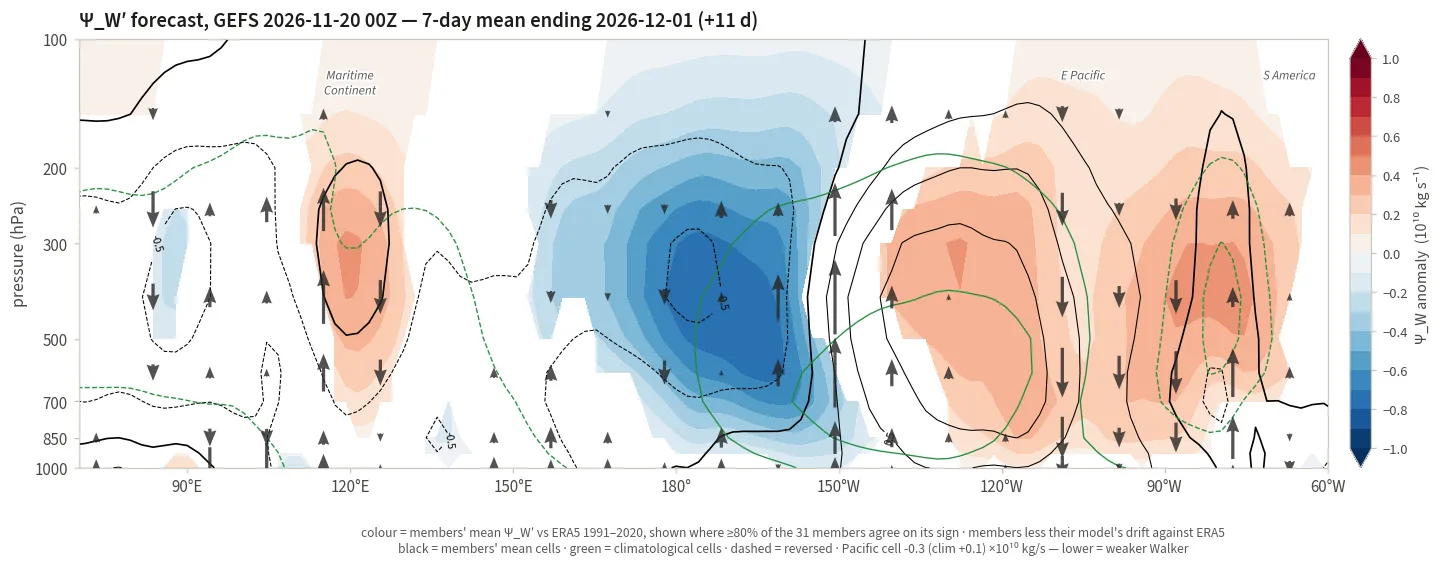 Ψ_W′ forecast, GEFS 2026-11-20 00Z — 7-day mean ending 2026-12-01 (+11 d)
100
200
300
500
700
850
1000
pressure (hPa)
Maritime
Continent
E Pacific
S America
0.5
0.5
-0.5
90°E
120°E
150°E
180°
150°W
120°W
90°W
60°W
1.0
0.8
0.6
0.4
0.2
0.0
−0.2
−0.4
−0.6
−0.8
−1.0
Ψ_W anomaly (10¹⁰ kg s⁻¹)
colour = members' mean Ψ_W′ vs ERA5 1991–2020, shown where ≥80% of the 31 members agree on its sign · members less their model's drift against ERA5
black = members' mean cells · green = climatological cells · dashed = reversed · Pacific cell -0.3 (clim +0.1) ×10¹⁰ kg/s — lower = weaker Walker